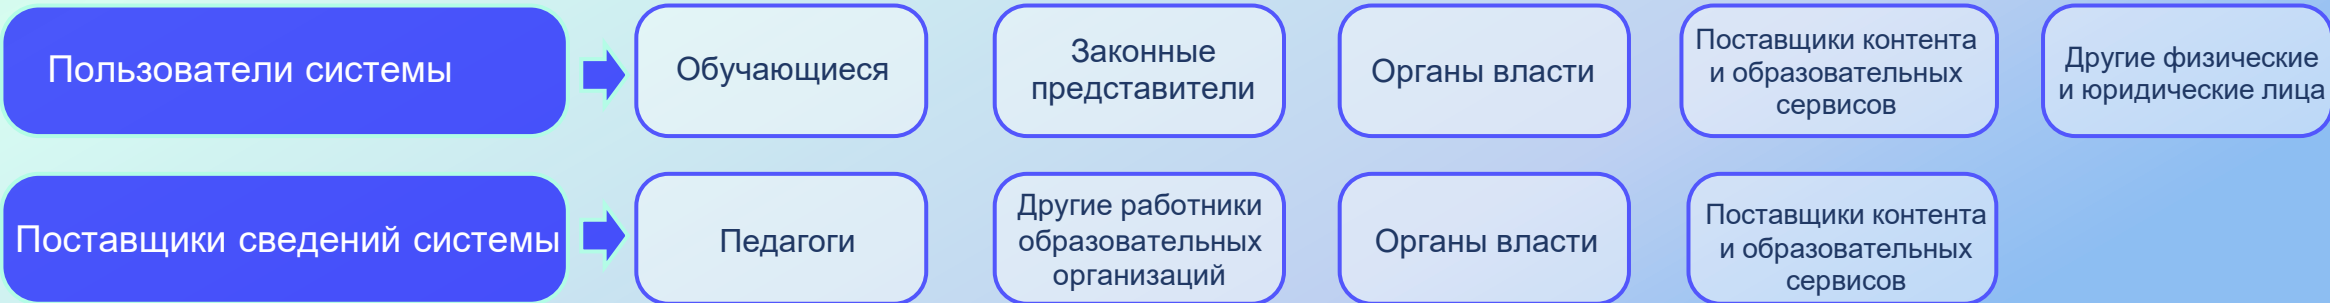 Пользователи системы
Обучающиеся
Законные
представители
Органы власти
Поставщики контента
и образовательных
сервисов
Другие физические
и юридические лица
Поставщики сведений системы
Педагоги
Другие работники
образовательных
организаций
Органы власти
Поставщики контента
и образовательных
сервисов